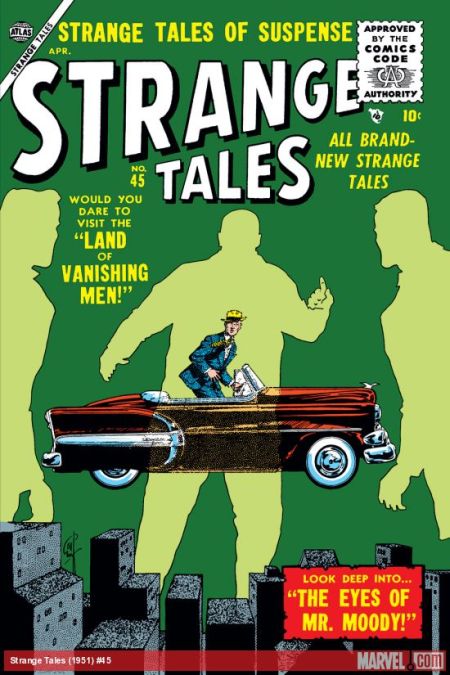 ATLAS
STRANGE TALES
STRANGE TALES OF SUSPENSE
APR.
APPROVED
BY THE
COMICS
CODE
CA
AUTHORITY
STRANGE
TALES
NO.
45
10¢
ALL BRAND-
NEW STRANGE
TALES
WOULD YOU
DARE TO
VISIT THE
"LAND
OF
VANISHING
MEN!"
LOOK DEEP INTO...
"THE EYES OF
MR. MOODY!"
Strange Tales (1951) #45
MARVEL.com